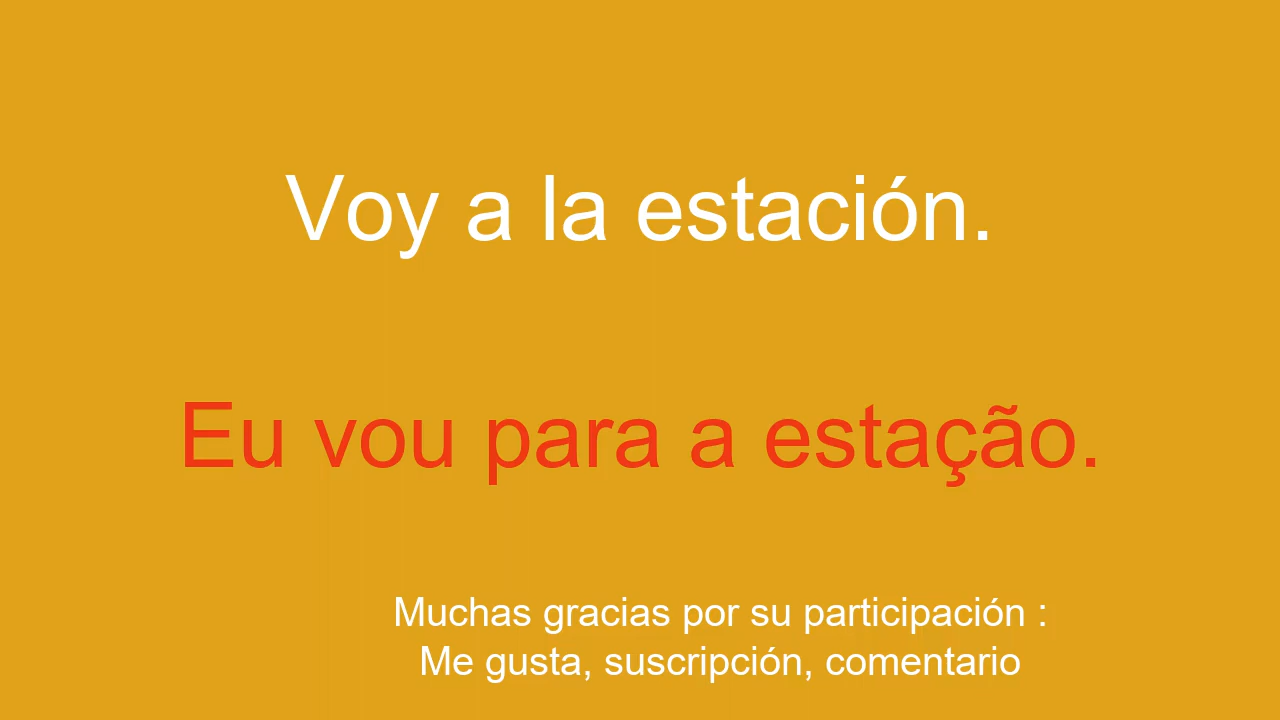 Voy a la estación.
Eu vou para a estação.
Muchas gracias por su participación :
Me gusta, suscripción, comentario